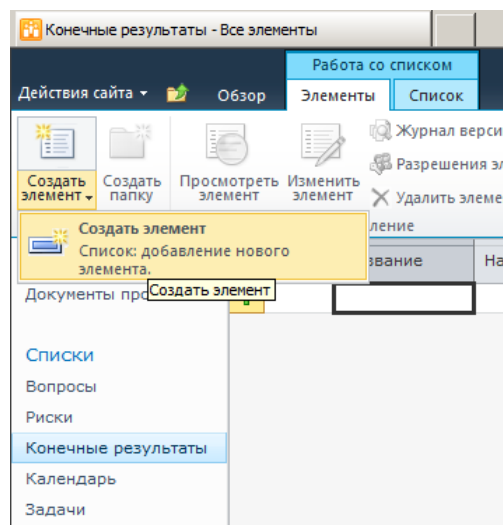 Конечные результаты - Все элементы
Работа со списком
Действия сайта
Обзор
Элементы
Список
Создать элемент
Создать папку
Просмотреть элемент
Изменить элемент
Журнал верси
Разрешения эл
Удалить элеме
ление
Создать элемент
Список: добавление нового
элемента.
Создать элемент
звание
На
Документы про
Списки
Вопросы
Риски
Конечные результаты
Календарь
Задачи